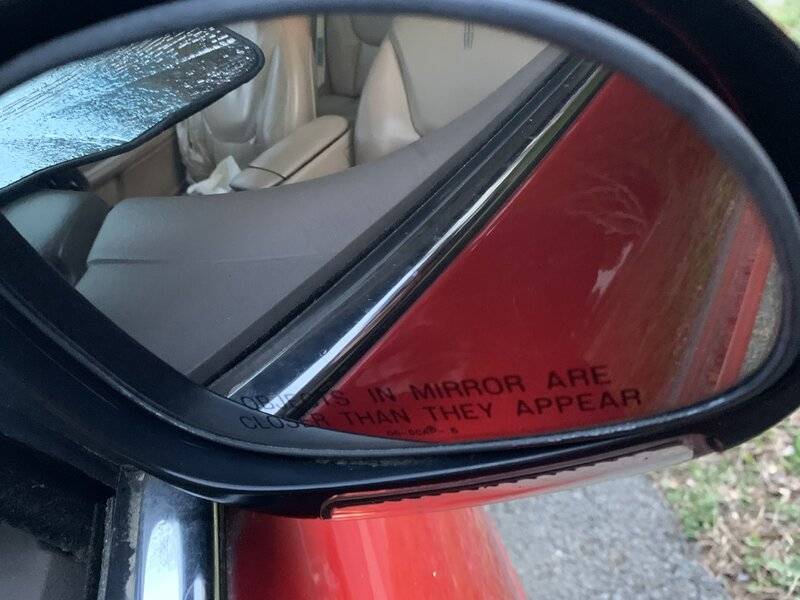 OBJECTS IN MIRROR ARE
CLOSER THAN THEY APPEAR